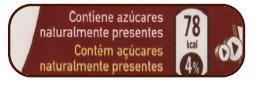 Contiene azúcares
naturalmente presentes
Contém açúcares
naturalmente presentes
78
kcal
4%